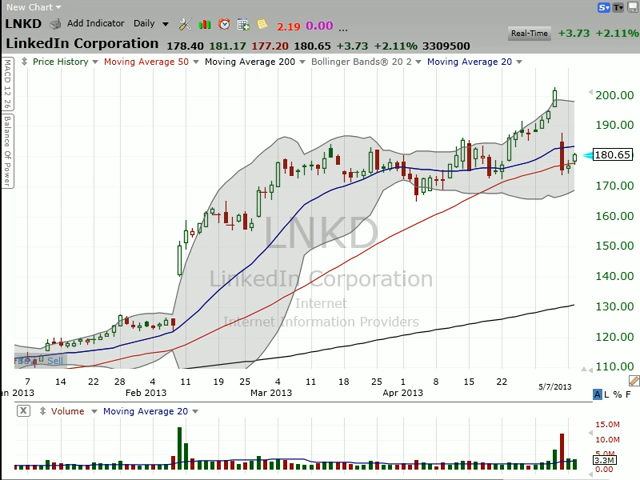 New Chart
LNKD Add Indicator Daily 2.19 0.00 ...
LinkedIn Corporation 178.40 181.17 177.20 180.65 +3.73 +2.11% 3309500
Real-Time +3.73 +2.11%
Price History Moving Average 50 Moving Average 200 Bollinger Bands® 20 2 Moving Average 20
MACD 12 26
Balance Of Power
200.00
190.00
180.65
170.00
160.00
150.00
140.00
130.00
120.00
110.00
LNKD
LinkedIn Corporation
Internet
Internet Information Providers
Sell
7 14 22 28 4 11 19 25 4 11 18 25 1 8 15 22
an 2013 Feb 2013 Mar 2013 Apr 2013 5/7/2013
A L % F
X Volume Moving Average 20
15.0M
10.0M
5.0M
3.3M
0.00